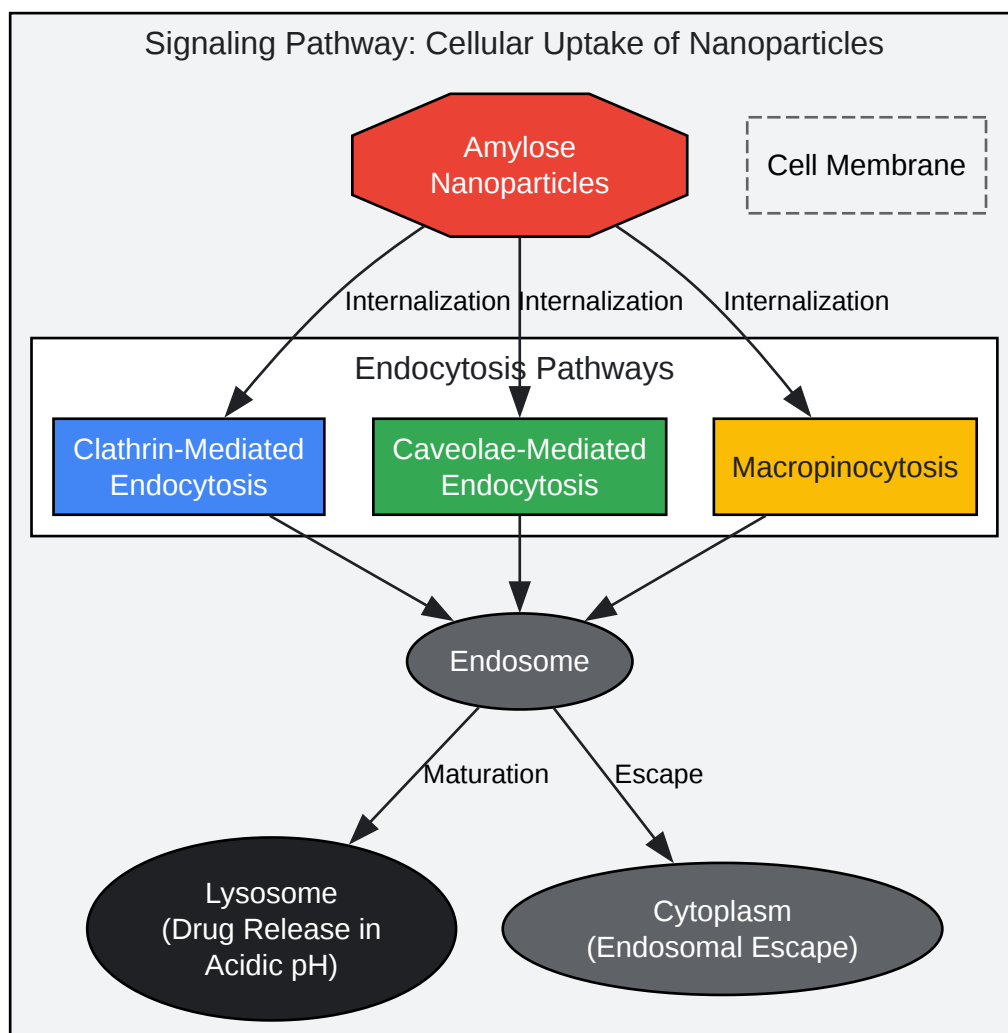 Signaling Pathway: Cellular Uptake of Nanoparticles
Amylose
Nanoparticles
Cell Membrane
Internalization
Internalization
Internalization
Endocytosis Pathways
Clathrin-Mediated
Endocytosis
Caveolae-Mediated
Endocytosis
Macropinocytosis
Endosome
Maturation
Escape
Lysosome
(Drug Release in
Acidic pH)
Cytoplasm
(Endosomal Escape)